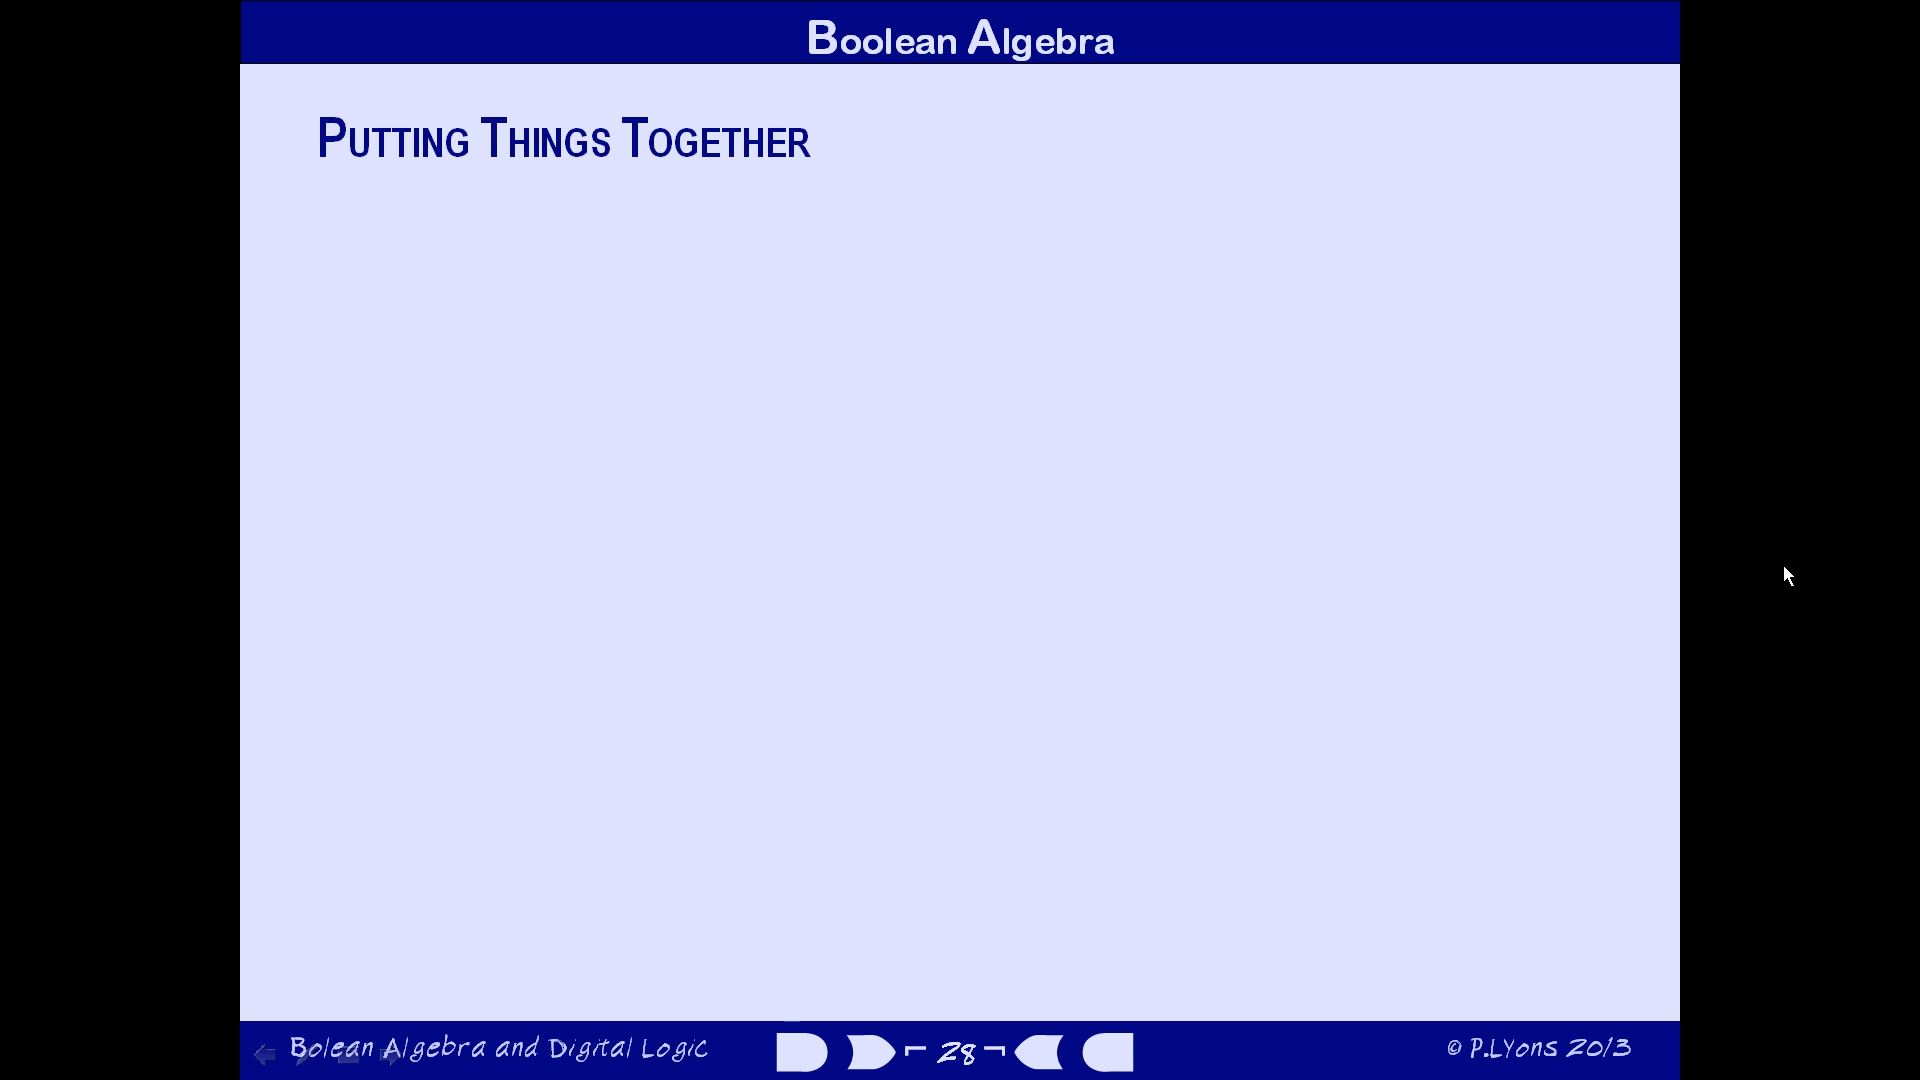 Boolean Algebra
Putting Things Together
Bolean Algebra and Digital Logic
28
© P.Lyons 2013